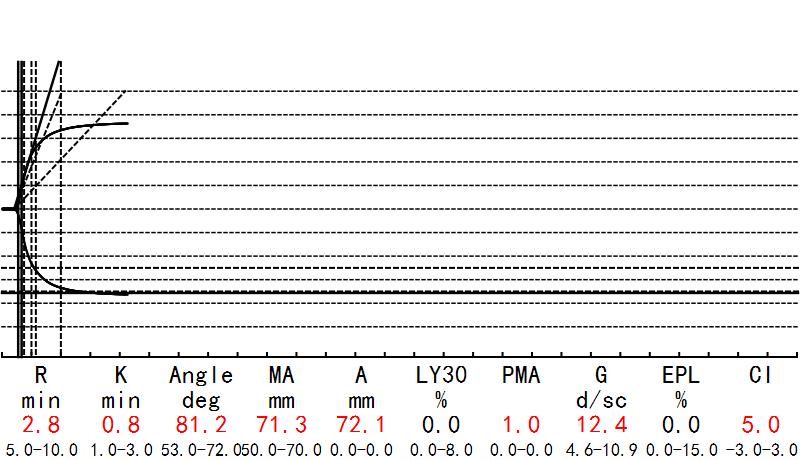 R K Angle MA A LY30 PMA G EPL CI
min min deg mm mm % d/sc %
2.8 0.8 81.2 71.3 72.1 0.0 1.0 12.4 0.0 5.0
5.0-10.0 1.0-3.0 53.0-72.0 50.0-70.0 0.0-0.0 0.0-8.0 0.0-0.0 4.6-10.9 0.0-15.0 -3.0-3.0